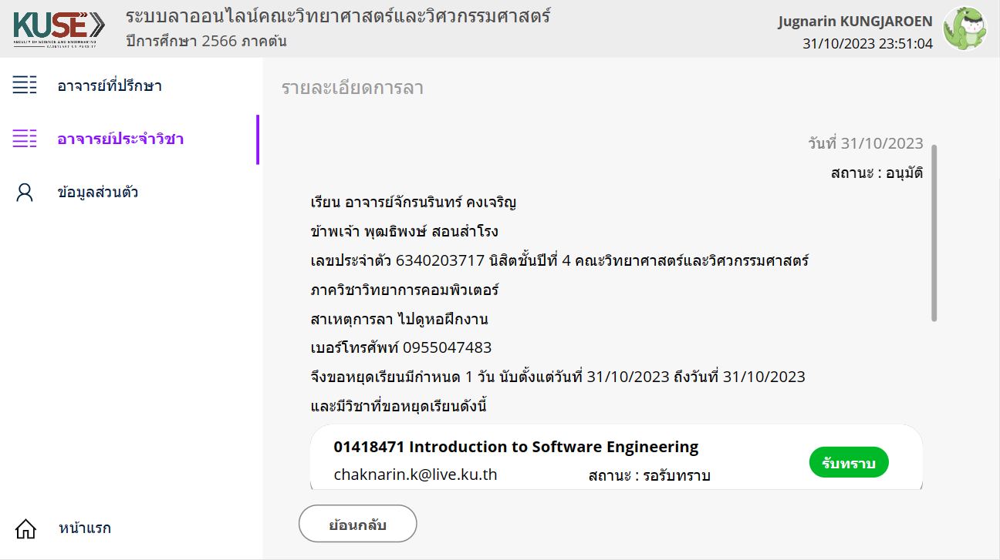 KUSE
FACULTY OF SCIENCE AND ENGINEERING
KASETSART UNIVERSITY
ระบบลาออนไลน์คณะวิทยาศาสตร์และวิศวกรรมศาสตร์
ปีการศึกษา 2566 ภาคต้น
Jugnarin KUNGJAROEN
31/10/2023 23:51:04
อาจารย์ที่ปรึกษา
อาจารย์ประจำวิชา
ข้อมูลส่วนตัว
หน้าแรก
รายละเอียดการลา
วันที่ 31/10/2023
สถานะ : อนุมัติ
เรียน อาจารย์จักรนรินทร์ คงเจริญ
ข้าพเจ้า พุฒธิพงษ์ สอนสำโรง
เลขประจำตัว 6340203717 นิสิตชั้นปีที่ 4 คณะวิทยาศาสตร์และวิศวกรรมศาสตร์
ภาควิชาวิทยาการคอมพิวเตอร์
สาเหตุการลา ไปดูหอฝึกงาน
เบอร์โทรศัพท์ 0955047483
จึงขอหยุดเรียนมีกำหนด 1 วัน นับตั้งแต่วันที่ 31/10/2023 ถึงวันที่ 31/10/2023
และมีวิชาที่ขอหยุดเรียนดังนี้
01418471 Introduction to Software Engineering
chaknarin.k@live.ku.th สถานะ : รอรับทราบ
รับทราบ
ย้อนกลับ